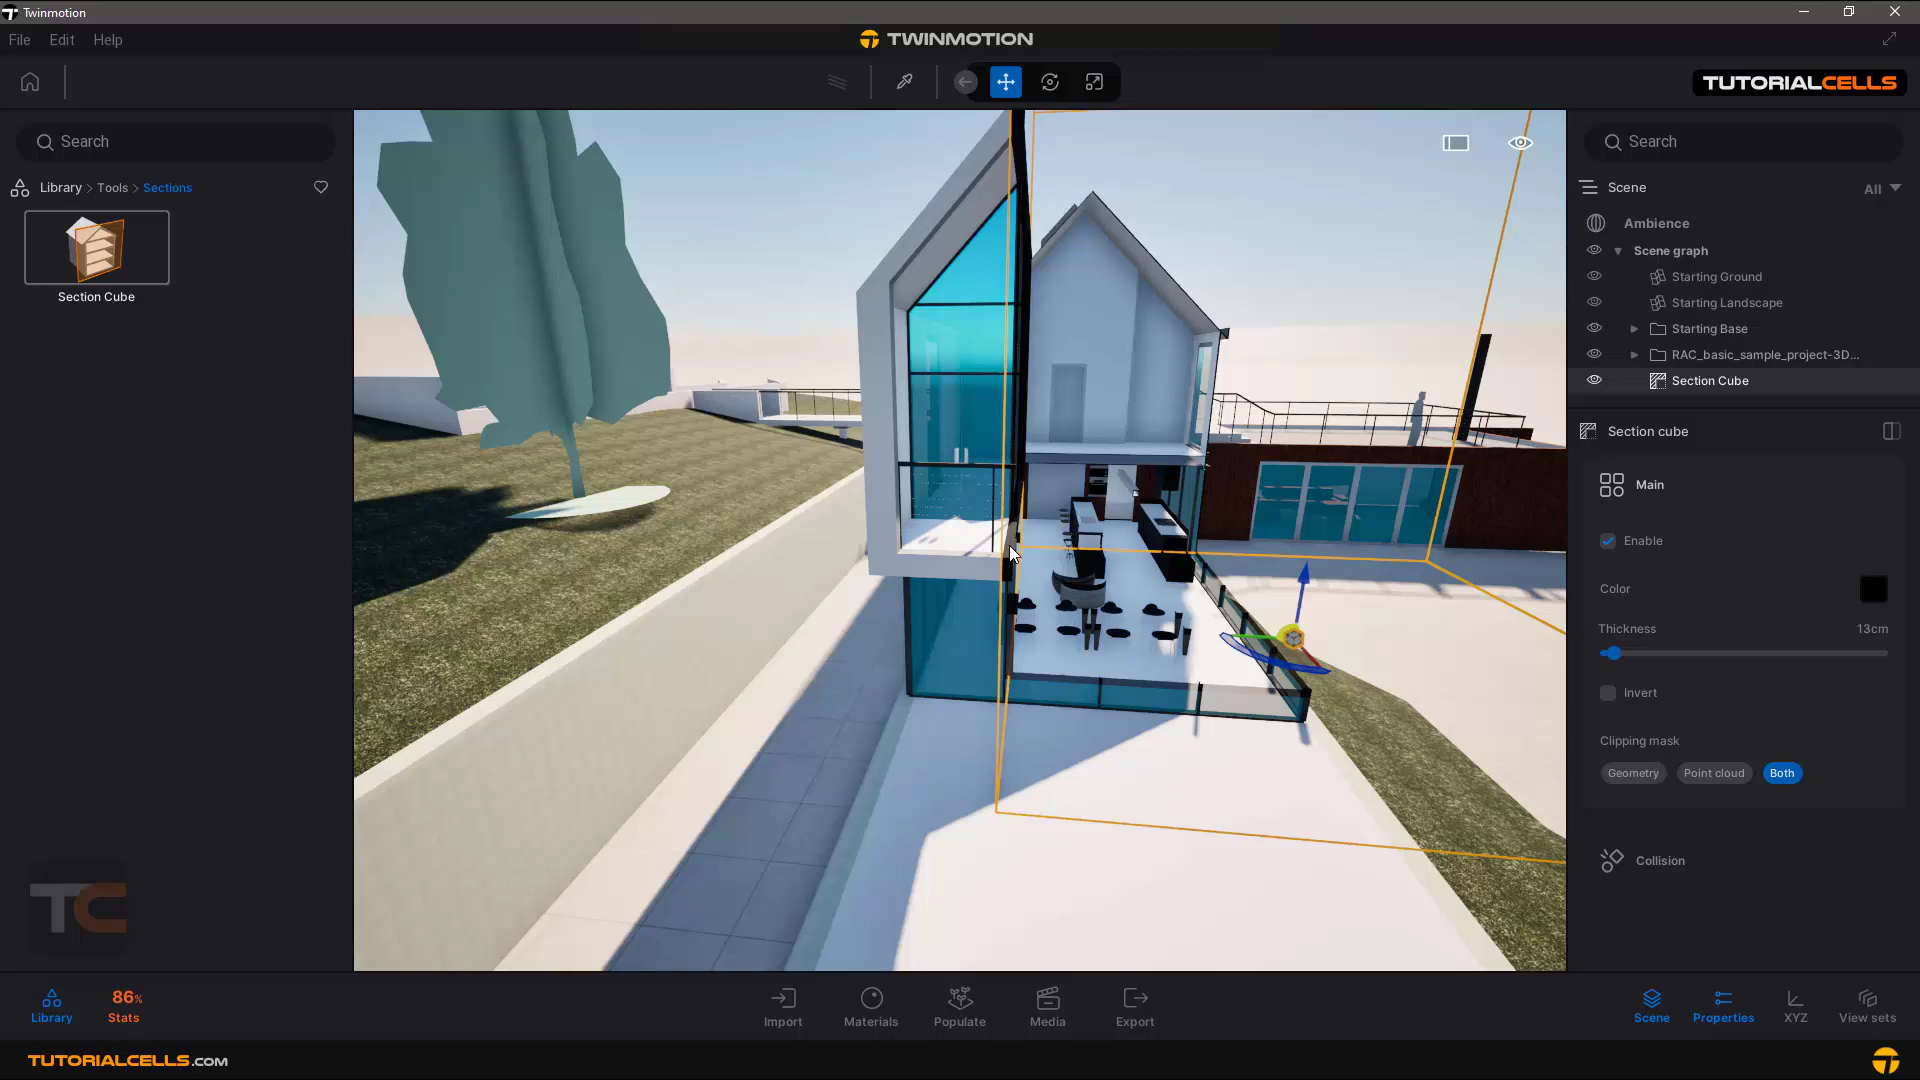 Twinmotion
File Edit Help
TWINMOTION
TUTORIALCELLS
Search
Library > Tools > Sections
Section Cube
Search
Scene
All
Ambience
Scene graph
Starting Ground
Starting Landscape
Starting Base
RAC_basic_sample_project-3D...
Section Cube
Section cube
Main
Enable
Color
Thickness 13cm
Invert
Clipping mask
Geometry Point cloud Both
Collision
TC
86%
Library Stats Import Materials Populate Media Export Scene Properties XYZ View sets
TUTORIALCELLS.COM